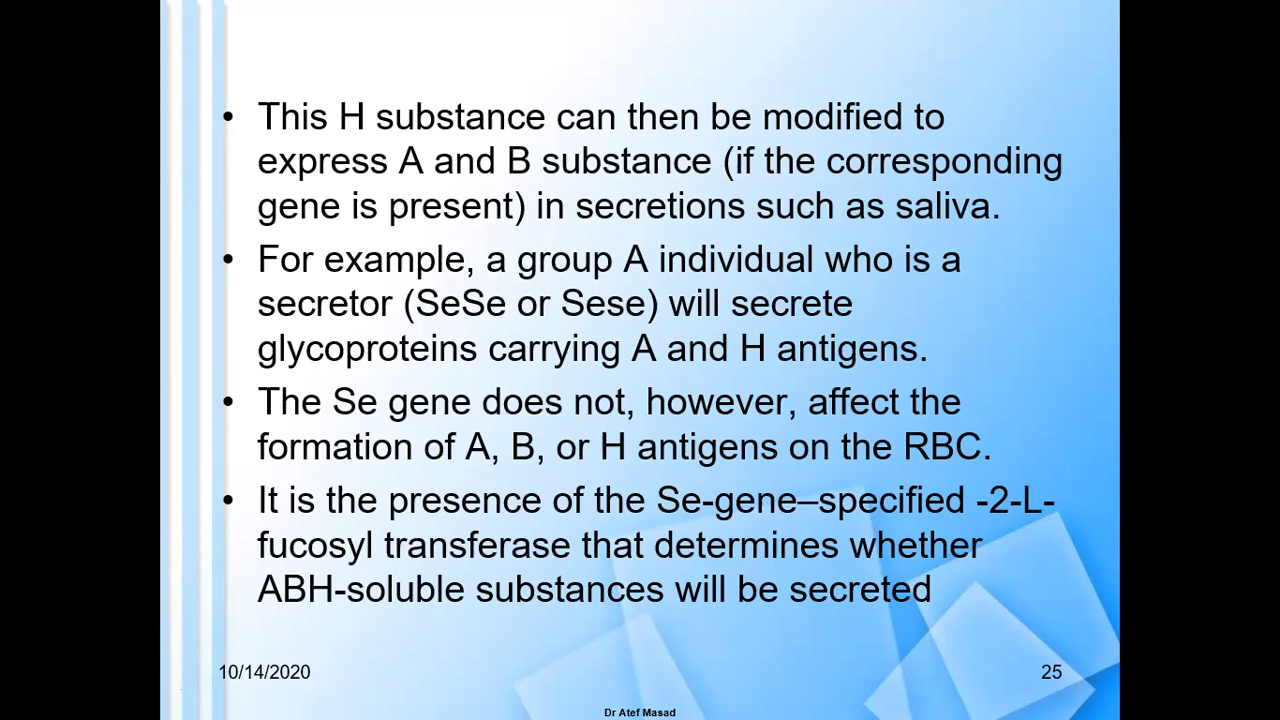 • This H substance can then be modified to
express A and B substance (if the corresponding
gene is present) in secretions such as saliva.
• For example, a group A individual who is a
secretor (SeSe or Sese) will secrete
glycoproteins carrying A and H antigens.
• The Se gene does not, however, affect the
formation of A, B, or H antigens on the RBC.
• It is the presence of the Se-gene–specified -2-L-
fucosyl transferase that determines whether
ABH-soluble substances will be secreted
10/14/2020
25
Dr Atef Masad